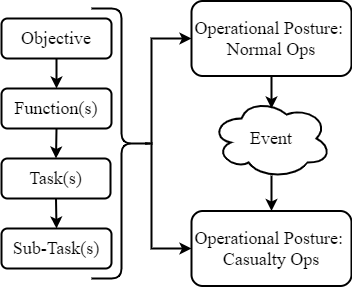 Objective
Function(s)
Task(s)
Sub-Task(s)
Operational Posture:
Normal Ops
Event
Operational Posture:
Casualty Ops